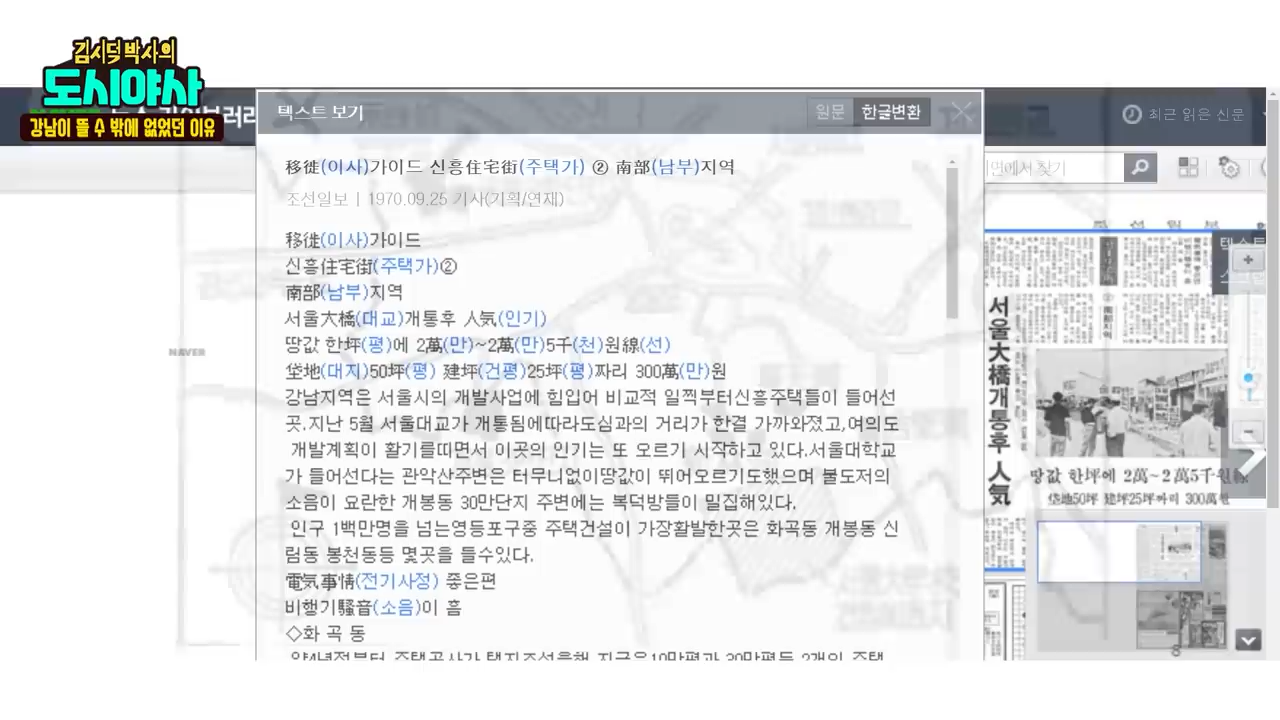 김시덕 박사의
도시야사
강남이 뜰 수 밖에 없었던 이유
텍스트 보기
원문 한글변환
최근 읽은 신문
지면에서 찾기
移徙(이사)가이드 신흥住宅街(주택가) ② 南部(남부)지역
조선일보 | 1970.09.25 기사(기획/연재)
移徙(이사)가이드
신흥住宅街(주택가)②
南部(남부)지역
서울大橋(대교)개통후 人気(인기)
땅값 한坪(평)에 2萬(만)~2萬(만)5千(천)원線(선)
垈地(대지)50坪(평) 建坪(건평)25坪(평)짜리 300萬(만)원
강남지역은 서울시의 개발사업에 힘입어 비교적 일찍부터신흥주택들이 들어선
곳.지난 5월 서울대교가 개통됨에따라도심과의 거리가 한결 가까와졌고,여의도
개발계획이 활기를띠면서 이곳의 인기는 또 오르기 시작하고 있다.서울대학교
가 들어선다는 관악산주변은 터무니없이땅값이 뛰어오르기도했으며 불도저의
소음이 요란한 개봉동 30만단지 주변에는 복덕방들이 밀집해있다.
인구 1백만명을 넘는영등포구중 주택건설이 가장활발한곳은 화곡동 개봉동 신
림동 봉천동등 몇곳을 들수있다.
電気事情(전기사정) 좋은편
비행기騷音(소음)이 흠
◇화 곡 동
NAVER
서울大橋개통후 人気
땅값 한坪에 2萬~2萬5千원線
垈地50坪 建坪25坪짜리 300萬원